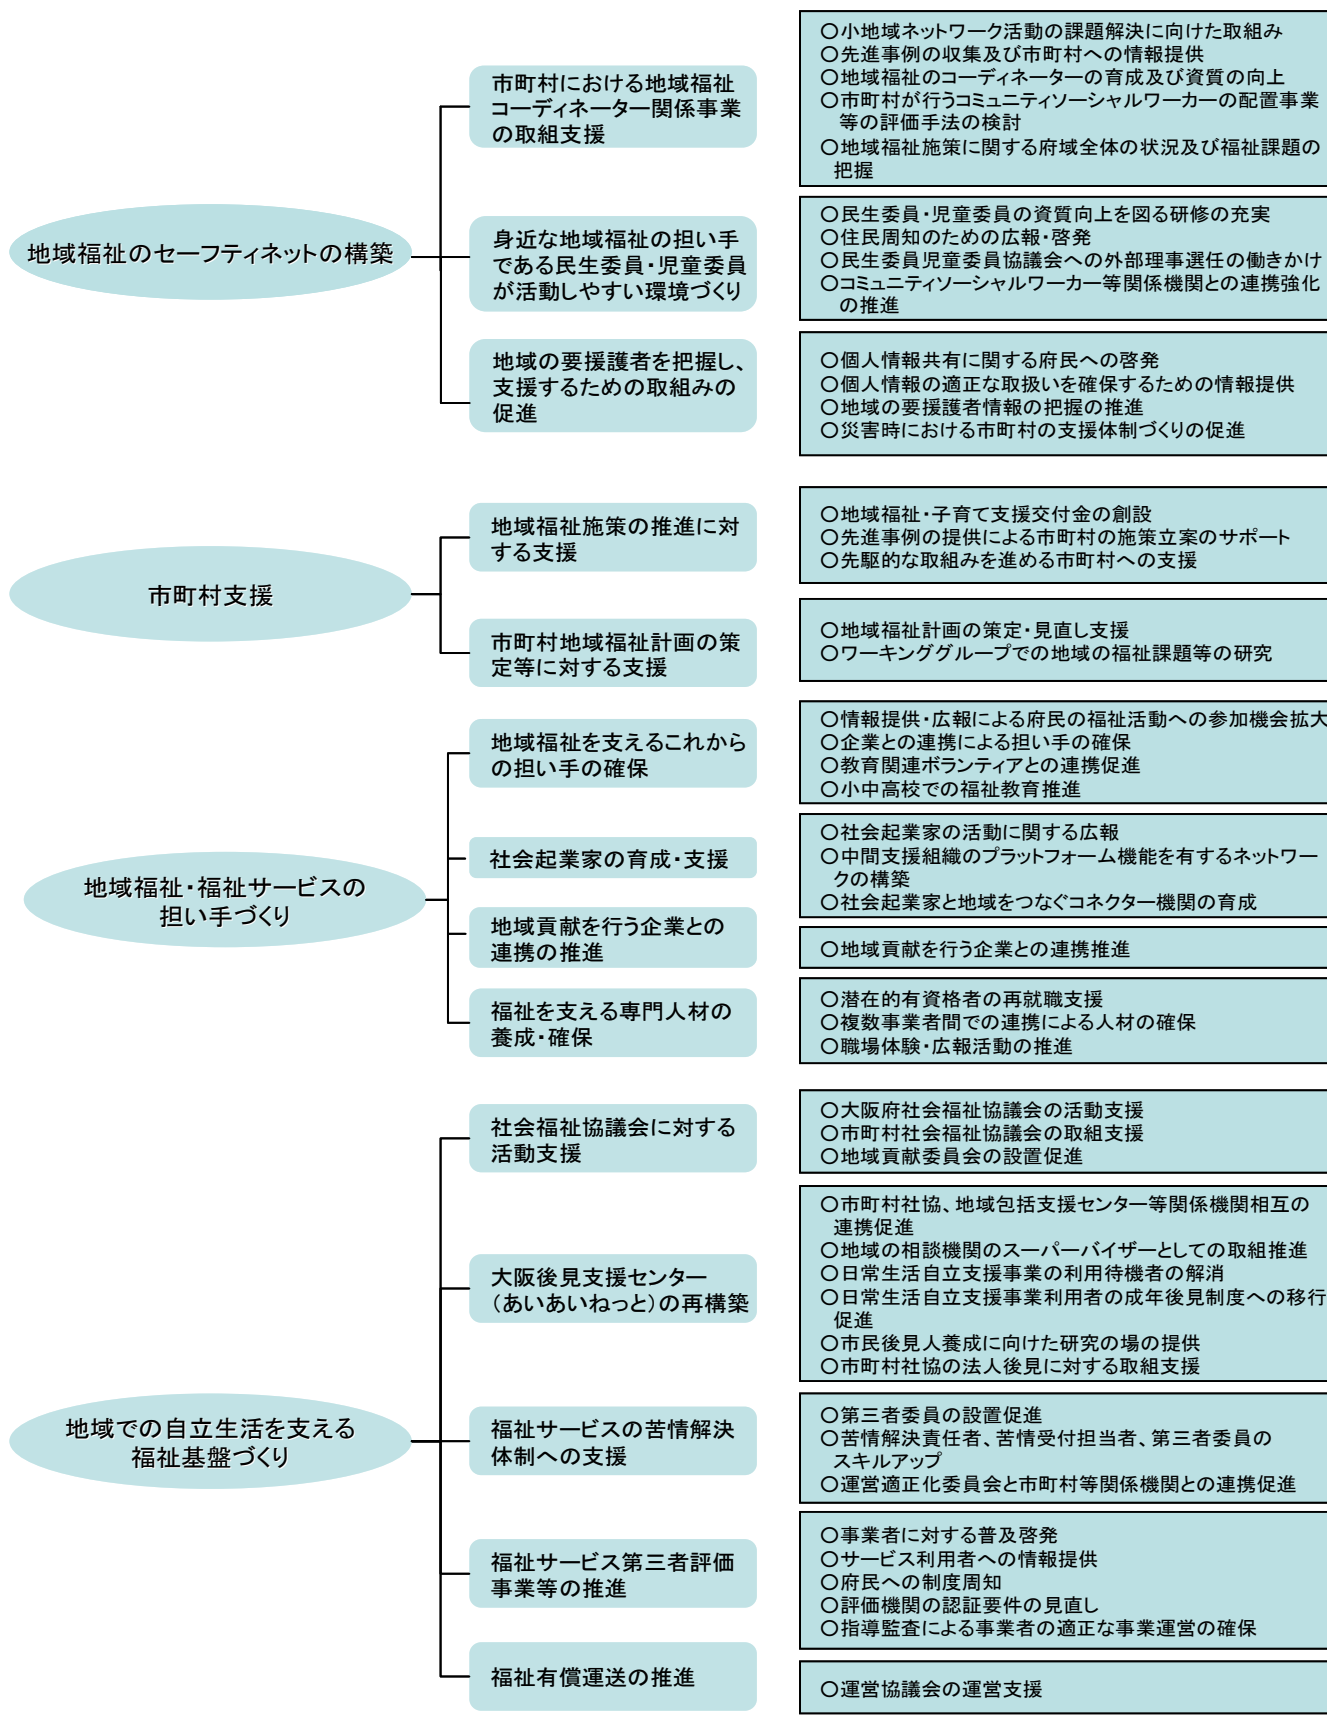 地域福祉のセーフティネットの構築
市町村における地域福祉
コーディネーター関係事業
の取組支援
○小地域ネットワーク活動の課題解決に向けた取組み
○先進事例の収集及び市町村への情報提供
○地域福祉のコーディネーターの育成及び資質の向上
○市町村が行うコミュニティソーシャルワーカーの配置事業
等の評価手法の検討
○地域福祉施策に関する府域全体の状況及び福祉課題の
把握
身近な地域福祉の担い手
である民生委員・児童委員
が活動しやすい環境づくり
○民生委員・児童委員の資質向上を図る研修の充実
○住民周知のための広報・啓発
○民生委員児童委員協議会への外部理事選任の働きかけ
○コミュニティソーシャルワーカー等関係機関との連携強化
の推進
地域の要援護者を把握し、
支援するための取組みの
促進
○個人情報共有に関する府民への啓発
○個人情報の適正な取扱いを確保するための情報提供
○地域の要援護者情報の把握の推進
○災害時における市町村の支援体制づくりの促進
市町村支援
地域福祉施策の推進に対
する支援
○地域福祉・子育て支援交付金の創設
○先進事例の提供による市町村の施策立案のサポート
○先駆的な取組みを進める市町村への支援
市町村地域福祉計画の策
定等に対する支援
○地域福祉計画の策定・見直し支援
○ワーキンググループでの地域の福祉課題等の研究
地域福祉・福祉サービスの
担い手づくり
地域福祉を支えるこれから
の担い手の確保
○情報提供・広報による府民の福祉活動への参加機会拡大
○企業との連携による担い手の確保
○教育関連ボランティアとの連携促進
○小中高校での福祉教育推進
社会起業家の育成・支援
○社会起業家の活動に関する広報
○中間支援組織のプラットフォーム機能を有するネットワー
クの構築
○社会起業家と地域をつなぐコネクター機関の育成
地域貢献を行う企業との
連携の推進
○地域貢献を行う企業との連携推進
福祉を支える専門人材の
養成・確保
○潜在的有資格者の再就職支援
○複数事業者間での連携による人材の確保
○職場体験・広報活動の推進
地域での自立生活を支える
福祉基盤づくり
社会福祉協議会に対する
活動支援
○大阪府社会福祉協議会の活動支援
○市町村社会福祉協議会の取組支援
○地域貢献委員会の設置促進
大阪後見支援センター
（あいあいねっと）の再構築
○市町村社協、地域包括支援センター等関係機関相互の
連携促進
○地域の相談機関のスーパーバイザーとしての取組推進
○日常生活自立支援事業の利用待機者の解消
○日常生活自立支援事業利用者の成年後見制度への移行
促進
○市民後見人養成に向けた研究の場の提供
○市町村社協の法人後見に対する取組支援
福祉サービスの苦情解決
体制への支援
○第三者委員の設置促進
○苦情解決責任者、苦情受付担当者、第三者委員の
スキルアップ
○運営適正化委員会と市町村等関係機関との連携促進
福祉サービス第三者評価
事業等の推進
○事業者に対する普及啓発
○サービス利用者への情報提供
○府民への制度周知
○評価機関の認証要件の見直し
○指導監査による事業者の適正な事業運営の確保
福祉有償運送の推進
○運営協議会の運営支援